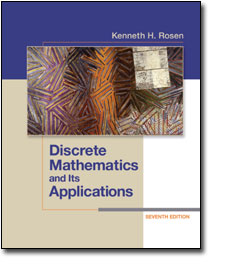 Kenneth H. Rosen
Discrete
Mathematics
and Its
Applications
SEVENTH EDITION